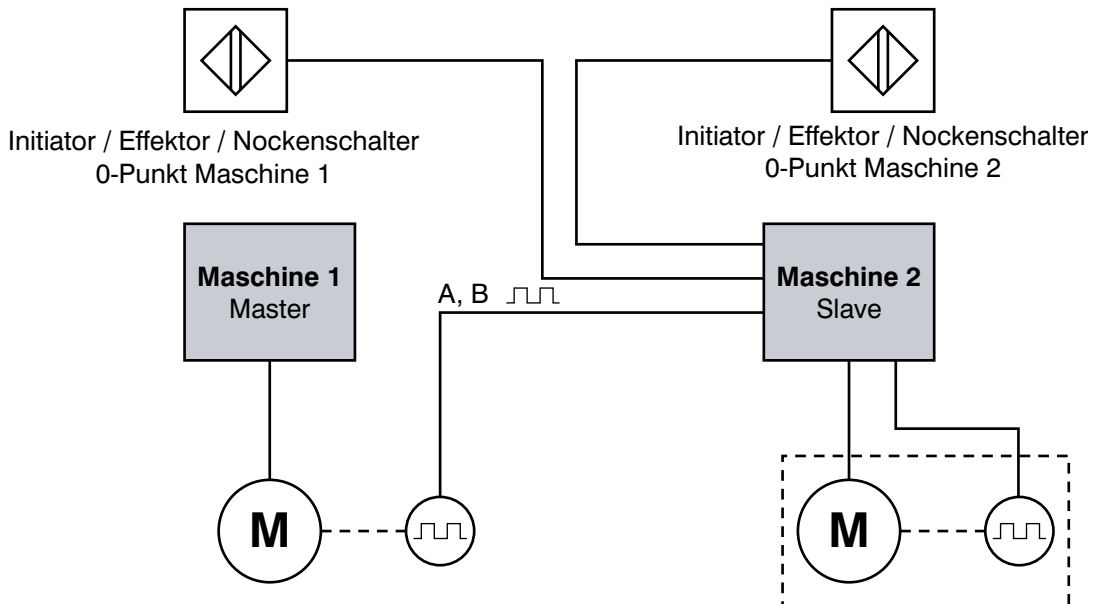 Initiator / Effektor / Nockenschalter
0-Punkt Maschine 1
Initiator / Effektor / Nockenschalter
0-Punkt Maschine 2
Maschine 1
Master
A, B
Maschine 2
Slave
M
M